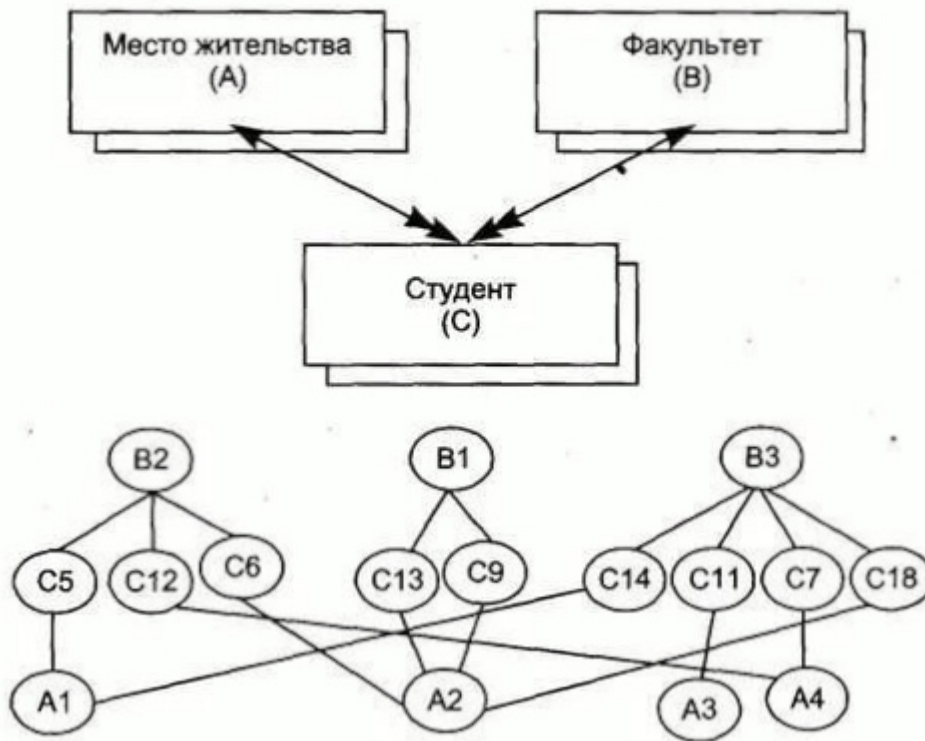 Место жительства
(A)
Факультет
(B)
Студент
(C)
B2 B1 B3
C5 C12 C6 C13 C9 C14 C11 C7 C18
A1 A2 A3 A4